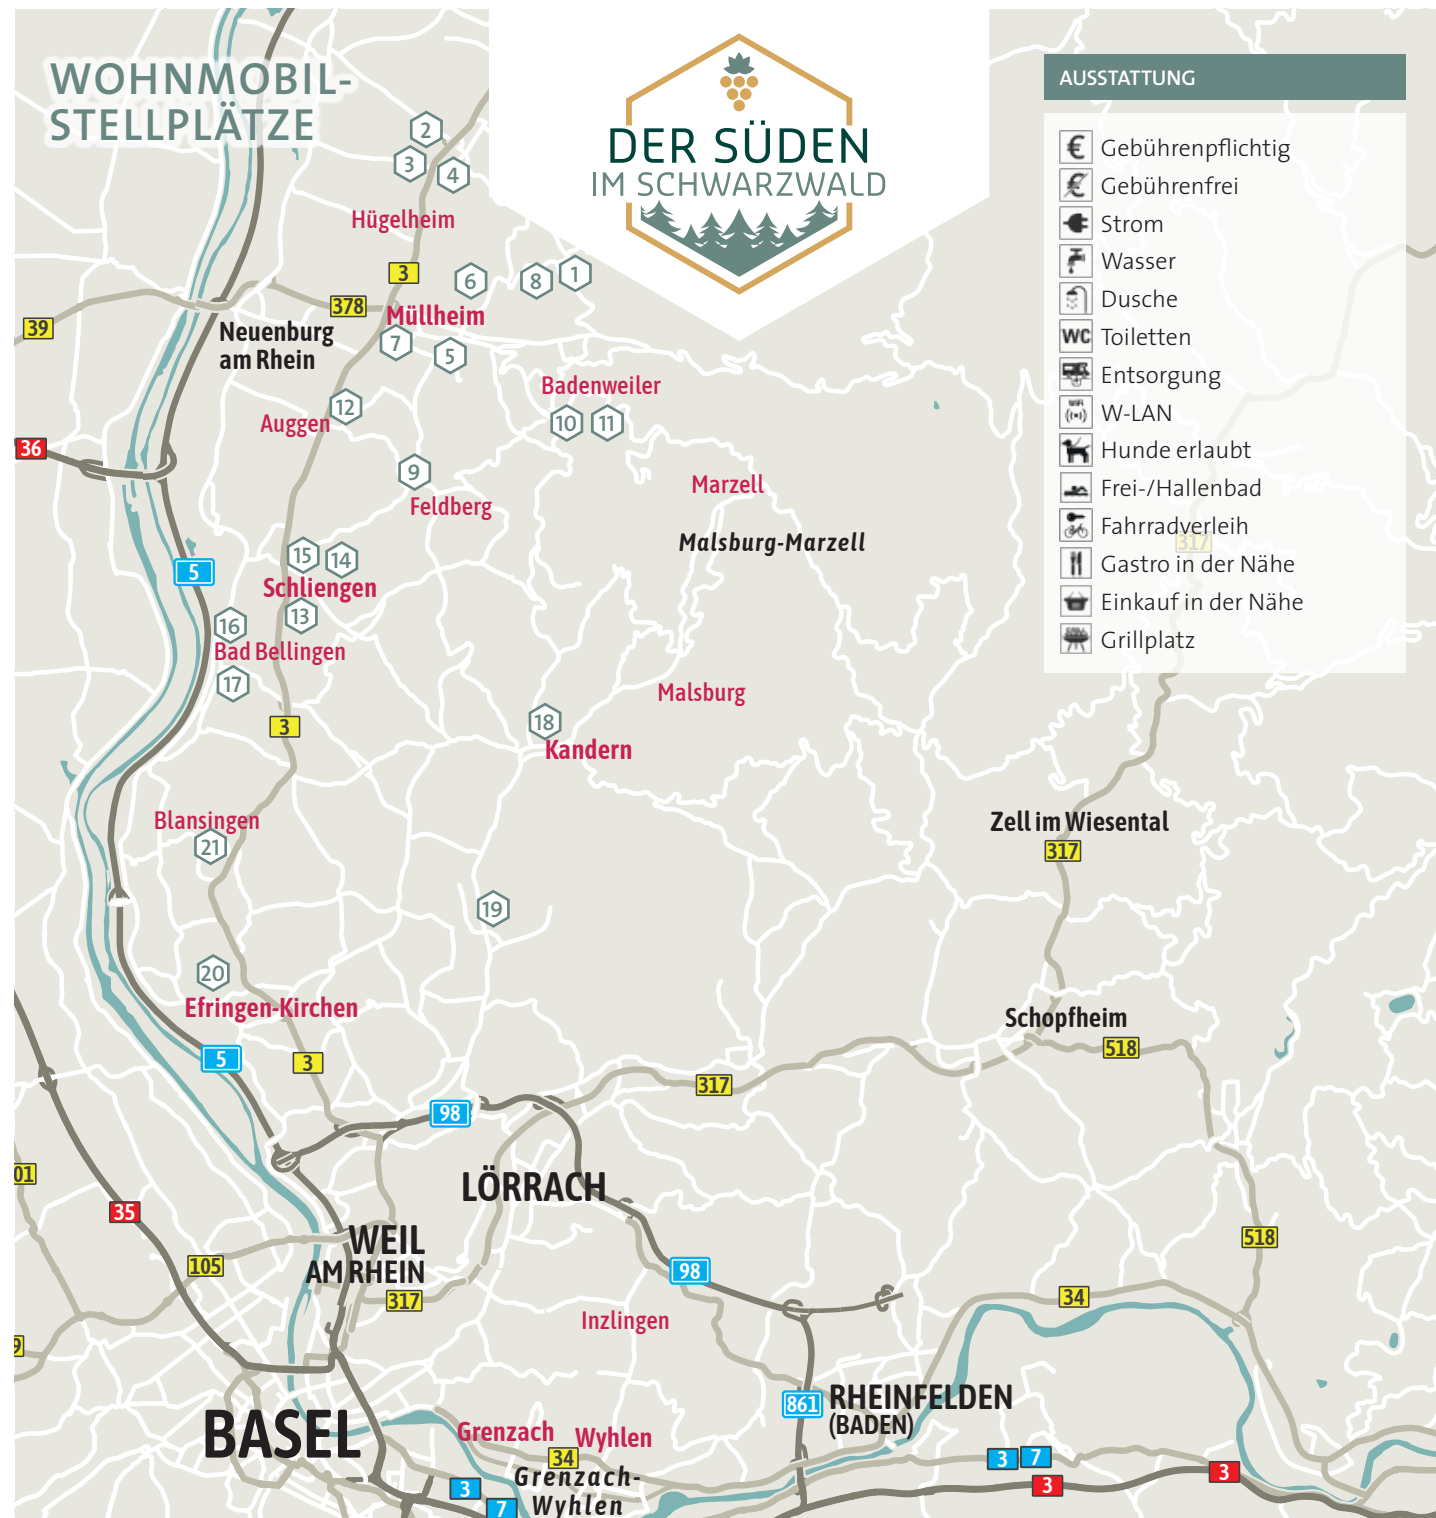 WOHNMOBIL-
STELLPLÄTZE
DER SÜDEN
IM SCHWARZWALD
AUSSTATTUNG
€ Gebührenpflichtig
€ Gebührenfrei
Strom
Wasser
Dusche
WC Toiletten
Entsorgung
WiFi W-LAN
Hunde erlaubt
Frei-/Hallenbad
Fahrradverleih
317
Gastro in der Nähe
Einkauf in der Nähe
Grillplatz
2
3
4
Hügelheim
3
6
8
1
378
39
Müllheim
Neuenburg
am Rhein
7
5
Badenweiler
12
Auggen
10
11
36
9
Feldberg
Marzell
Malsburg-Marzell
15
14
5
Schliengen
13
16
Bad Bellingen
17
Malsburg
3
18
Kandern
Blansingen
21
Zell im Wiesental
317
19
20
Efringen-Kirchen
Schopfheim
518
5
3
317
98
01
LÖRRACH
35
WEIL
AM RHEIN
105
518
98
317
34
Inzlingen
9
861
RHEINFELDEN
(BADEN)
BASEL
Grenzach
Wyhlen
34
Grenzach-
Wyhlen
3
7
3
7
3
3